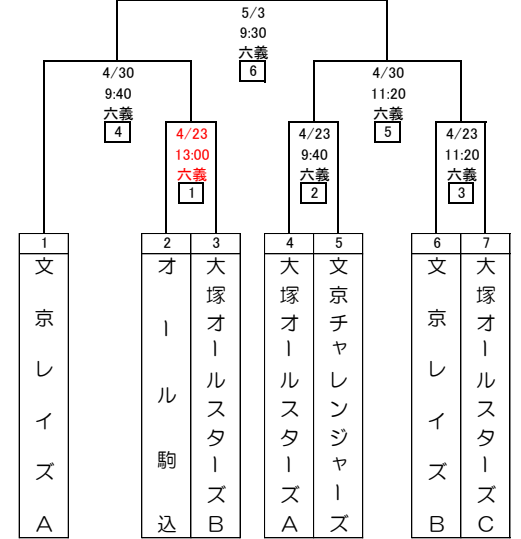 5/3
9:30
六義
6
4/30
9:40
六義
4
4/30
11:20
六義
5
4/23
13:00
六義
1
4/23
9:40
六義
2
4/23
11:20
六義
3
1
2
3
4
5
6
7
文京レイズA
オール駒込
大塚オールスターズB
大塚オールスターズA
文京チャレンジャーズ
文京レイズB
大塚オールスターズC